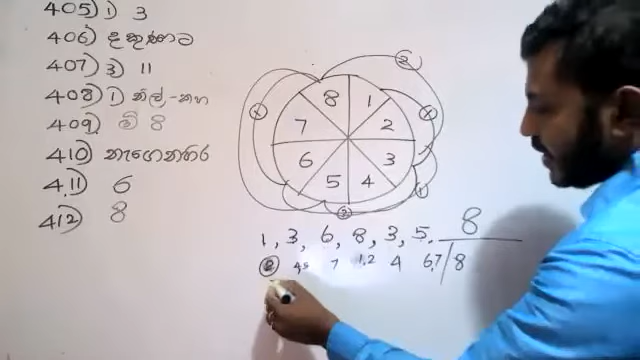 405) 1) 3
406) දකුණට
407) 3) 11
408) 1) නිල් - කහ
409) 8
410) නැගෙනහිර
411) 6
412) 8
8 1
7 2
6 3
5 4
1, 3, 6, 8, 3, 5, 8
2 45 7 1,2 4 6,7 8